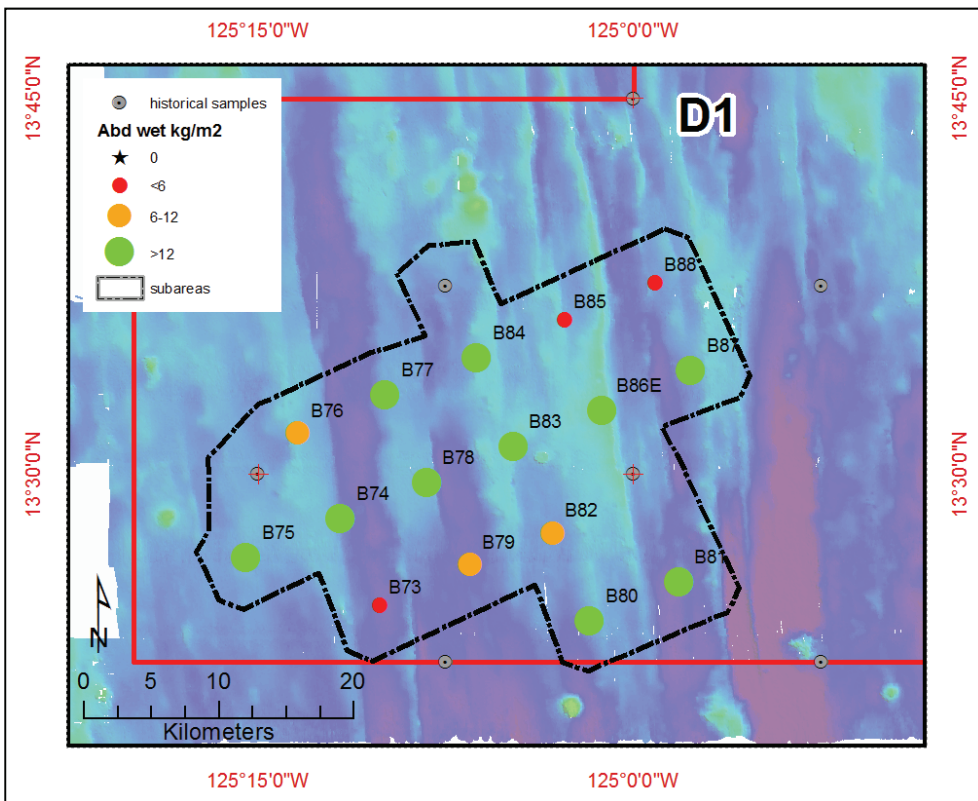 125°15'0"W 125°0'0"W
13°45'0"N 13°45'0"N
D1
historical samples
Abd wet kg/m2
0
<6
6-12
>12
subareas
B88
B85
B84
B87
B77
B86E
B76
B83
B78
B74
B82
B75
B79
B81
B73
B80
13°30'0"N 13°30'0"N
N
0 5 10 20
Kilometers
125°15'0"W 125°0'0"W